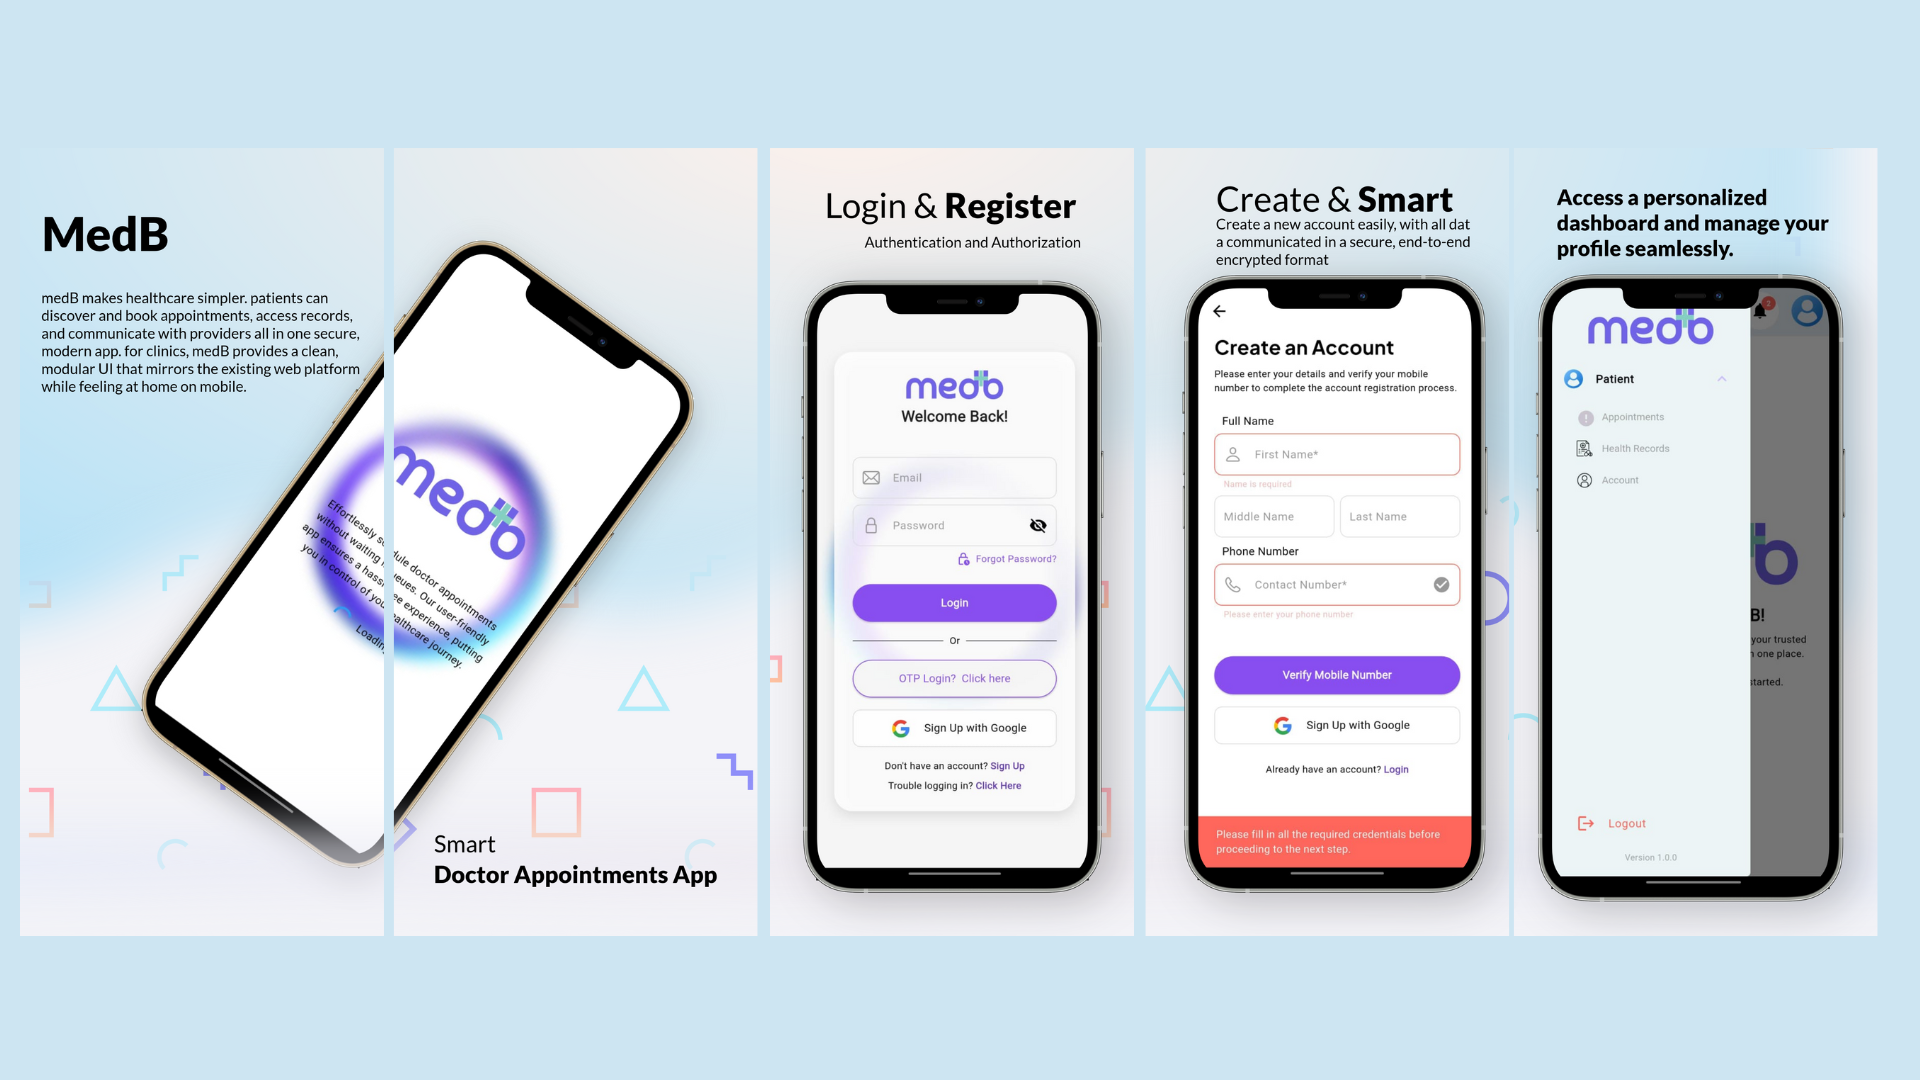 MedB
medB makes healthcare simpler. patients can
discover and book appointments, access records,
and communicate with providers all in one secure,
modern app. for clinics, medB provides a clean,
modular UI that mirrors the existing web platform
while feeling at home on mobile.
medb
Effortlessly s
dule doctor appointments
without waiting
eues. Our user-friendly
app ensures a hass
ee experience, putting
you in control of you
ealthcare journey.
Loadin
Smart
Doctor Appointments App
Login & Register
Authentication and Authorization
medb
Welcome Back!
Email
Password
Forgot Password?
Login
Or
OTP Login? Click here
Sign Up with Google
Don't have an account? Sign Up
Trouble logging in? Click Here
Create & Smart
Create a new account easily, with all dat
a communicated in a secure, end-to-end
encrypted format
Create an Account
Please enter your details and verify your mobile
number to complete the account registration process.
Full Name
First Name*
Name is required
Middle Name
Last Name
Phone Number
Contact Number*
Please enter your phone number
Verify Mobile Number
Sign Up with Google
Already have an account? Login
Please fill in all the required credentials before
proceeding to the next step.
Access a personalized
dashboard and manage your
profile seamlessly.
2
medb
Patient
Appointments
Health Records
Account
b
B!
your trusted
n one place.
started.
Logout
Version 1.0.0